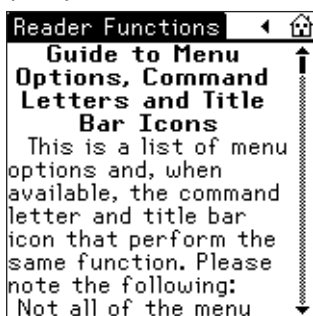 Reader Functions
Guide to Menu
Options, Command
Letters and Title
Bar Icons
This is a list of menu
options and, when
available, the command
letter and title bar
icon that perform the
same function. Please
note the following:
Not all of the menu